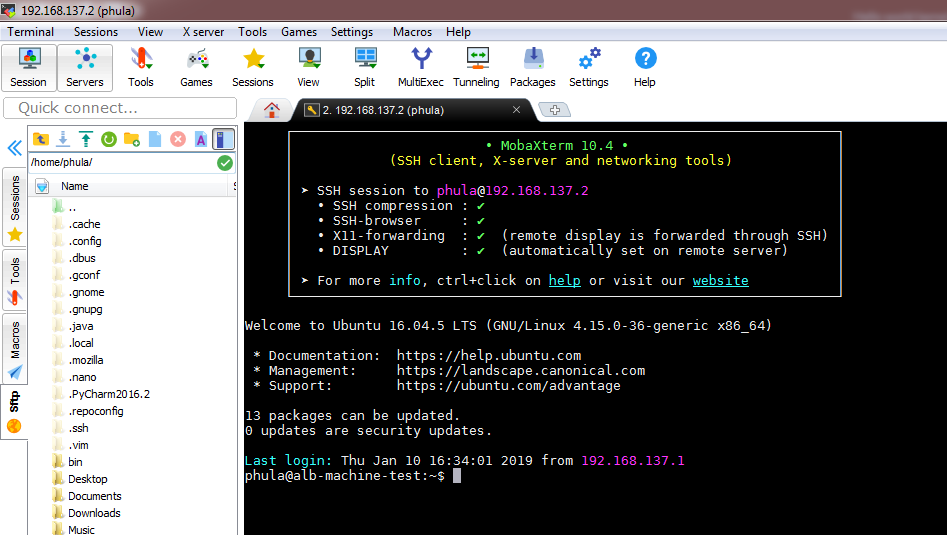 192.168.137.2 (phula)
Terminal Sessions View X server Tools Games Settings Macros Help
Session Servers Tools Games Sessions View Split MultiExec Tunneling Packages Settings Help
Quick connect...
2. 192.168.137.2 (phula)
/home/phula/
Name
Sessions
Tools
Macros
Sftp
..
.cache
.config
.dbus
.gconf
.gnome
.gnupg
.java
.local
.mozilla
.nano
.PyCharm2016.2
.repoconfig
.ssh
.vim
bin
Desktop
Documents
Downloads
Music
• MobaXterm 10.4 •
(SSH client, X-server and networking tools)
➤ SSH session to phula@192.168.137.2
• SSH compression : ✔
• SSH-browser : ✔
• X11-forwarding : ✔ (remote display is forwarded through SSH)
• DISPLAY : ✔ (automatically set on remote server)
➤ For more info, ctrl+click on help or visit our website
Welcome to Ubuntu 16.04.5 LTS (GNU/Linux 4.15.0-36-generic x86_64)
* Documentation: https://help.ubuntu.com
* Management: https://landscape.canonical.com
* Support: https://ubuntu.com/advantage
13 packages can be updated.
0 updates are security updates.
Last login: Thu Jan 10 16:34:01 2019 from 192.168.137.1
phula@alb-machine-test:~$